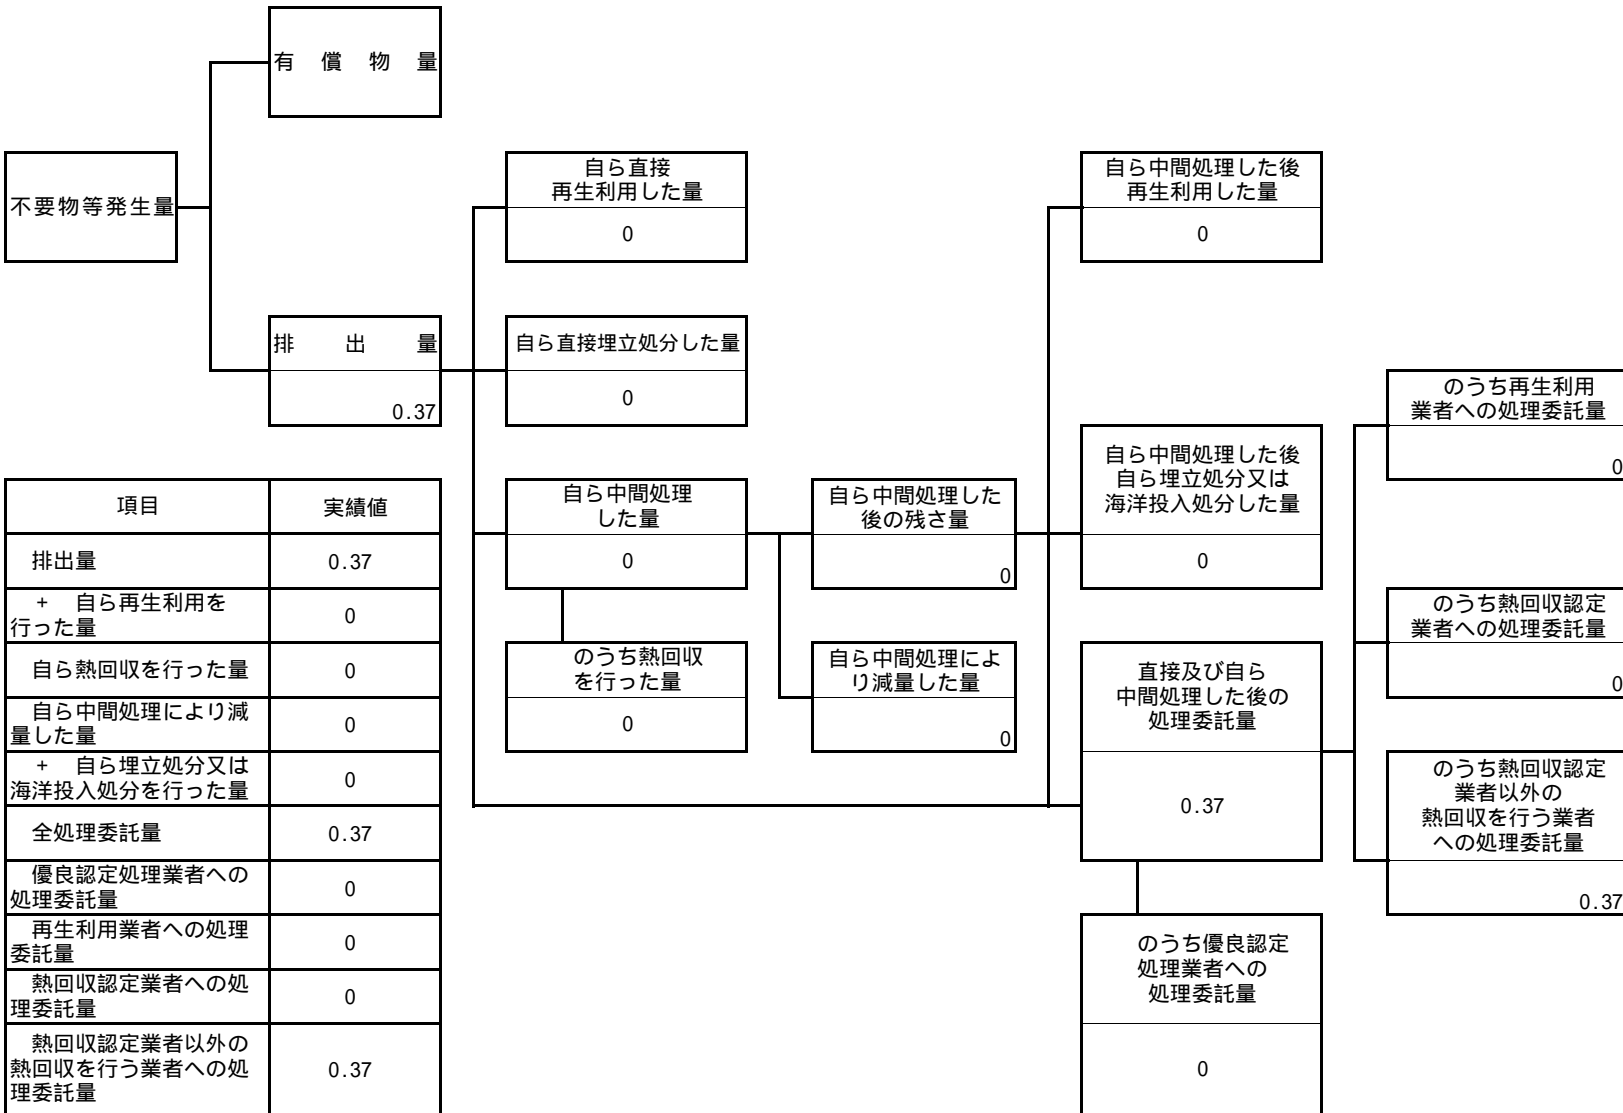 有償物量
不要物等発生量
自ら直接
再生利用した量
0
自ら中間処理した後
再生利用した量
0
排出量
0.37
自ら直接埋立処分した量
0
のうち再生利用
業者への処理委託量
0
自ら中間処理した後
自ら埋立処分又は
海洋投入処分した量
0
自ら中間処理
した量
0
自ら中間処理した
後の残さ量
0
のうち熱回収認定
業者への処理委託量
0
のうち熱回収
を行った量
0
自ら中間処理によ
り減量した量
0
直接及び自ら
中間処理した後の
処理委託量
0.37
のうち熱回収認定
業者以外の
熱回収を行う業者
への処理委託量
0.37
のうち優良認定
処理業者への
処理委託量
0
項目 実績値
排出量 0.37
+ 自ら再生利用を
行った量 0
自ら熱回収を行った量 0
自ら中間処理により減
量した量 0
+ 自ら埋立処分又は
海洋投入処分を行った量 0
全処理委託量 0.37
優良認定処理業者への
処理委託量 0
再生利用業者への処理
委託量 0
熱回収認定業者への処
理委託量 0
熱回収認定業者以外の
熱回収を行う業者への処
理委託量 0.37